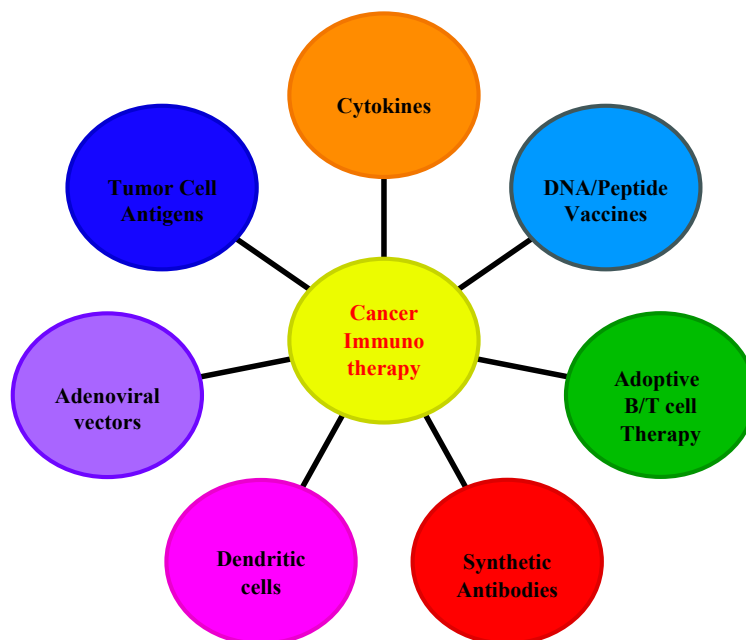 Cytokines
Tumor Cell
Antigens
DNA/Peptide
Vaccines
Cancer
Immuno
therapy
Adenoviral
vectors
Adoptive
B/T cell
Therapy
Dendritic
cells
Synthetic
Antibodies